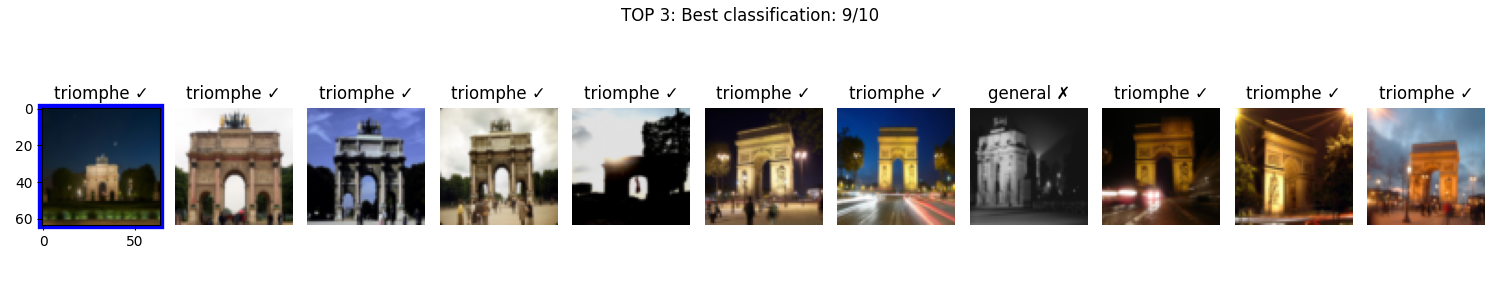 TOP 3: Best classification: 9/10
triomphe ✓ triomphe ✓ triomphe ✓ triomphe ✓ triomphe ✓ triomphe ✓ triomphe ✓ general ✗ triomphe ✓ triomphe ✓ triomphe ✓
0
20
40
60
0 50